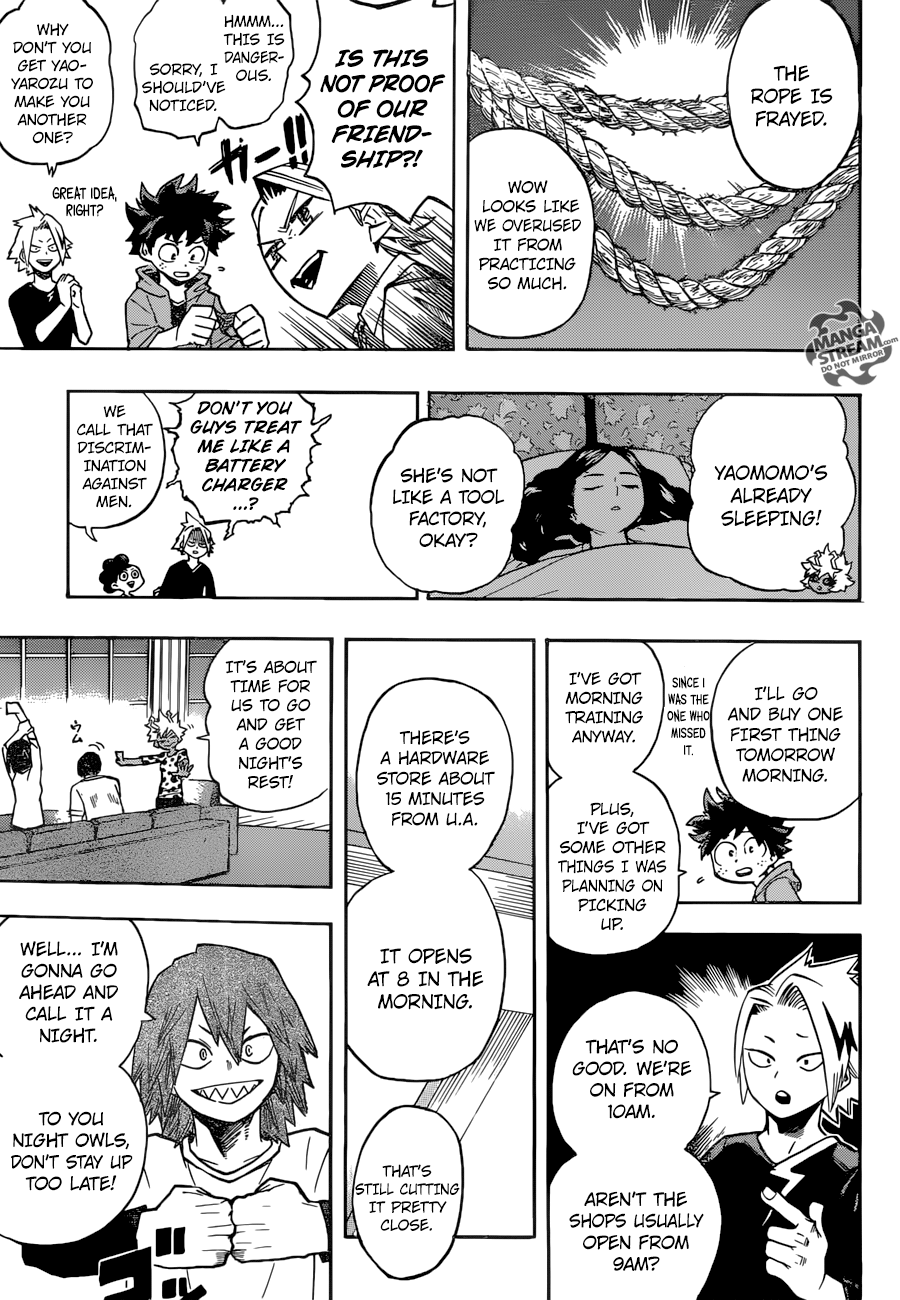 THE
ROPE IS
FRAYED.
WOW
LOOKS LIKE
WE OVERUSED
IT FROM
PRACTICING
SO MUCH.
IS THIS
NOT PROOF
OF OUR
FRIEND-
SHIP?!
ガーーー!!
HMMM...
THIS IS
DANGER-
OUS.
SORRY, I
SHOULD'VE
NOTICED.
WHY
DON'T YOU
GET YAO-
YAROZU TO
MAKE YOU
ANOTHER
ONE?
GREAT IDEA,
RIGHT?
MANGA
STREAM.com
DO NOT MIRROR
YAOMOMO'S
ALREADY
SLEEPING!
SHE'S NOT
LIKE A TOOL
FACTORY,
OKAY?
DON'T YOU
GUYS TREAT
ME LIKE A
BATTERY
CHARGER
...?
WE
CALL THAT
DISCRIM-
INATION
AGAINST
MEN.
I'LL GO
AND BUY ONE
FIRST THING
TOMORROW
MORNING.
SINCE I
WAS THE
ONE WHO
MISSED
IT.
I'VE GOT
MORNING
TRAINING
ANYWAY.
PLUS,
I'VE GOT
SOME OTHER
THINGS I WAS
PLANNING ON
PICKING
UP.
THAT'S NO
GOOD. WE'RE
ON FROM
10AM.
AREN'T THE
SHOPS USUALLY
OPEN FROM
9AM?
THERE'S
A HARDWARE
STORE ABOUT
15 MINUTES
FROM U.A.
IT OPENS
AT 8 IN THE
MORNING.
THAT'S
STILL CUTTING
IT PRETTY
CLOSE.
IT'S ABOUT
TIME FOR
US TO GO
AND GET
A GOOD
NIGHT'S
REST!
ウム
WELL... I'M
GONNA GO
AHEAD AND
CALL IT A
NIGHT.
TO YOU
NIGHT OWLS,
DON'T STAY UP
TOO LATE!
ゴズ